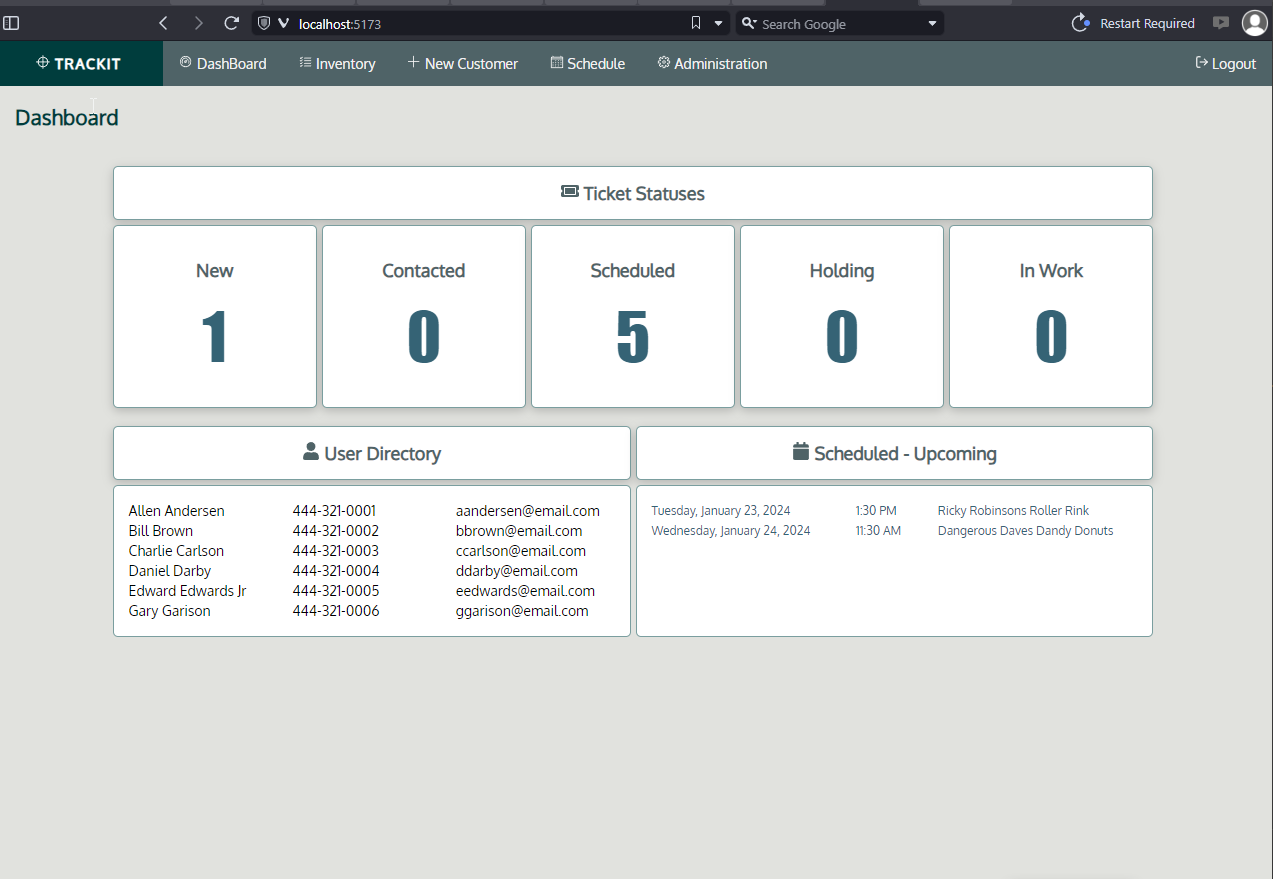 localhost:5173
Search Google
Restart Required
TRACKIT
DashBoard
Inventory
New Customer
Schedule
Administration
Logout
Dashboard
Ticket Statuses
New
Contacted
Scheduled
Holding
In Work
1
0
5
0
0
User Directory
Allen Andersen 444-321-0001 aandersen@email.com
Bill Brown 444-321-0002 bbrown@email.com
Charlie Carlson 444-321-0003 ccarlson@email.com
Daniel Darby 444-321-0004 ddarby@email.com
Edward Edwards Jr 444-321-0005 eedwards@email.com
Gary Garison 444-321-0006 ggarison@email.com
Scheduled - Upcoming
Tuesday, January 23, 2024 1:30 PM Ricky Robinsons Roller Rink
Wednesday, January 24, 2024 11:30 AM Dangerous Daves Dandy Donuts